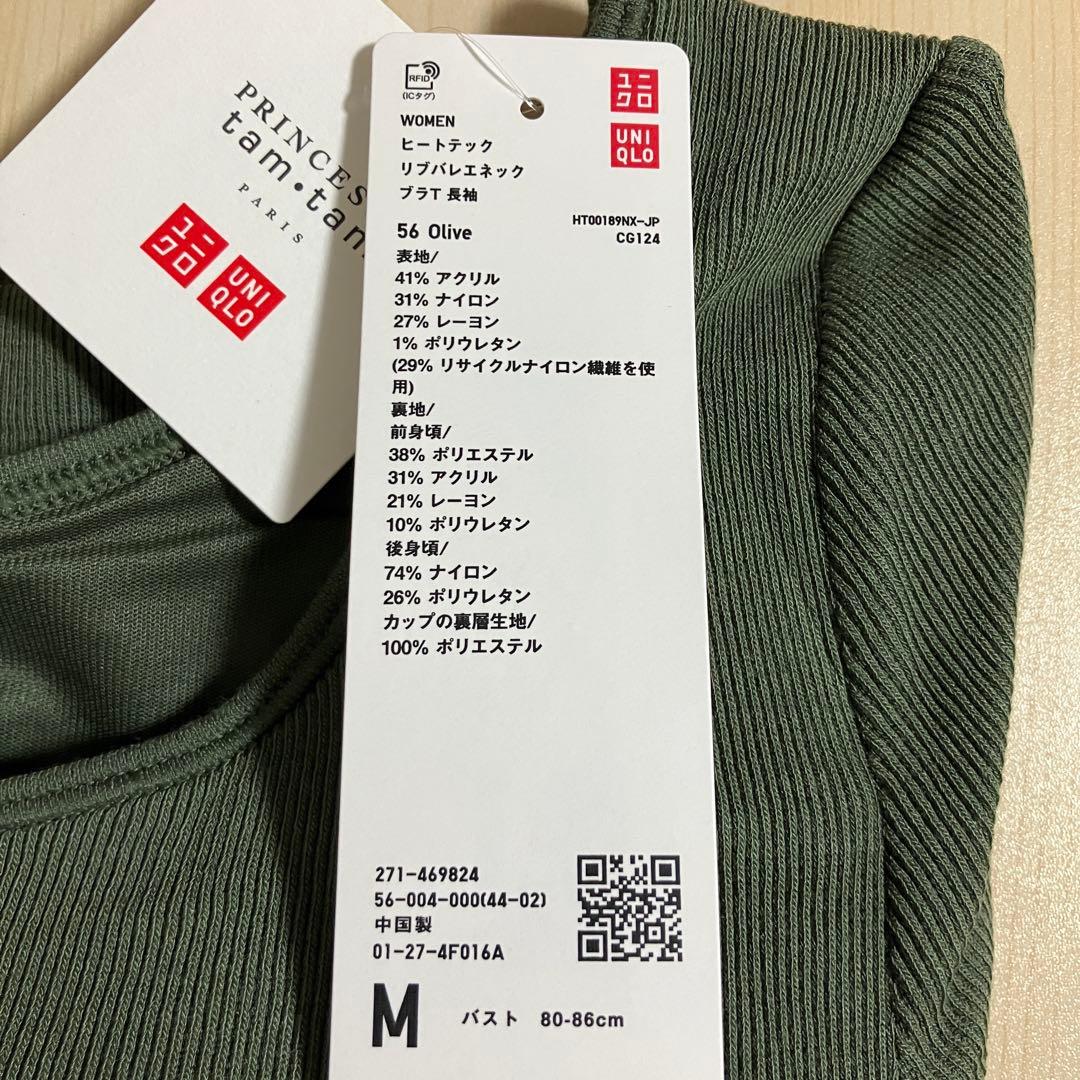 PRINCES
tam•tam
PARIS
ユニ
クロ
UNI
QLO
RFID
(ICタグ)
ユニ
クロ
UNI
QLO
WOMEN
ヒートテック
リブバレエネック
ブラT 長袖
HT00189NX-JP
56 Olive
CG124
表地/
41% アクリル
31% ナイロン
27% レーヨン
1% ポリウレタン
(29% リサイクルナイロン繊維を使
用)
裏地/
前身頃/
38% ポリエステル
31% アクリル
21% レーヨン
10% ポリウレタン
後身頃/
74% ナイロン
26% ポリウレタン
カップの裏層生地/
100% ポリエステル
271-469824
56-004-000(44-02)
中国製
01-27-4F016A
M バスト 80-86cm